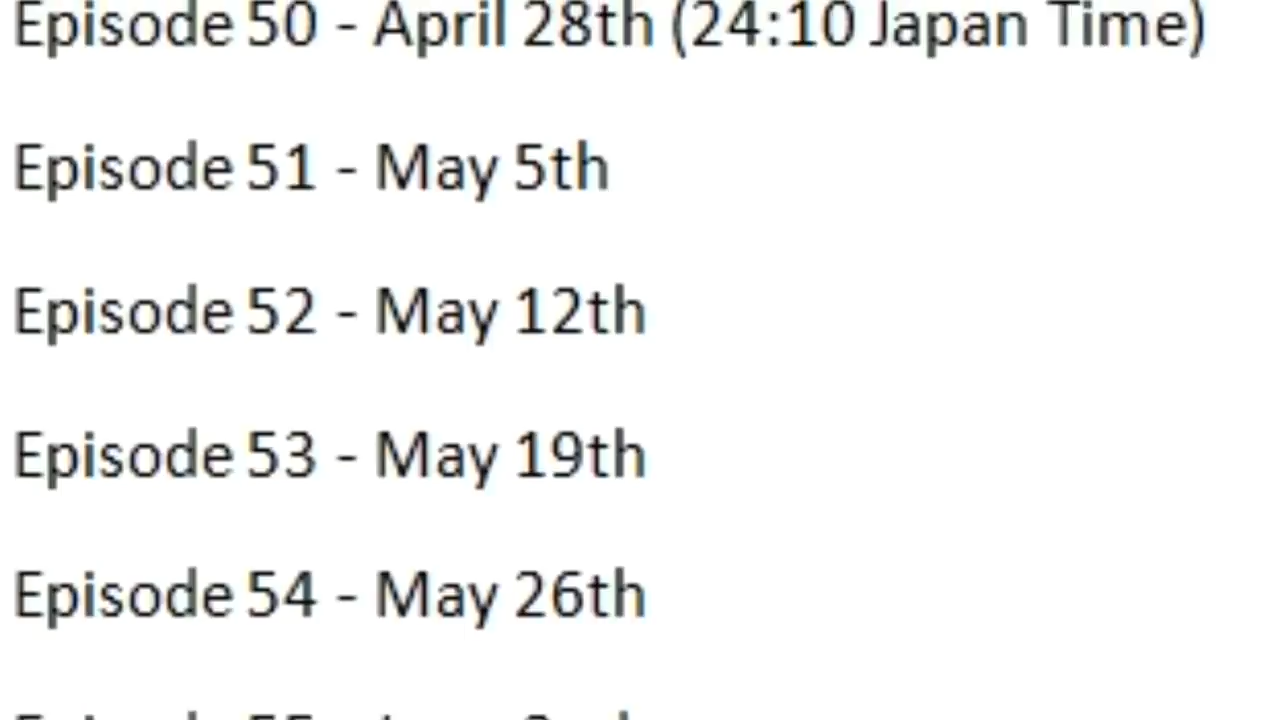 Episode 50 - April 28th (24:10 Japan Time)
Episode 51 - May 5th
Episode 52 - May 12th
Episode 53 - May 19th
Episode 54 - May 26th